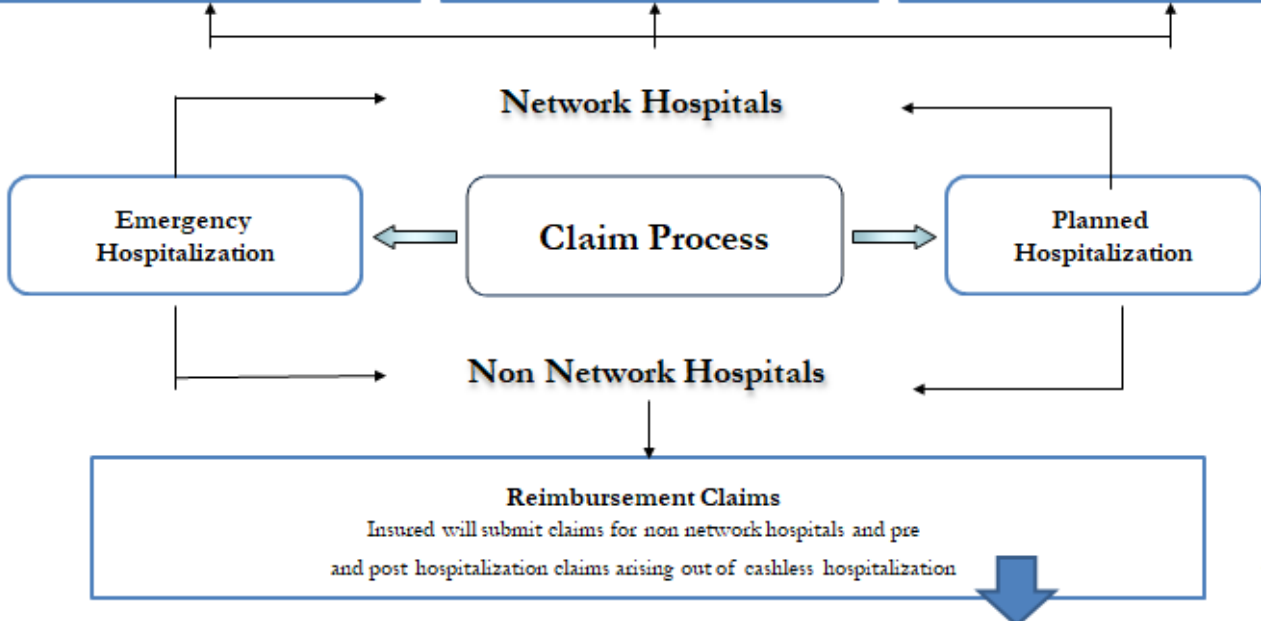 Network Hospitals
Emergency
Hospitalization
Claim Process
Planned
Hospitalization
Non Network Hospitals
Reimbursement Claims
Insured will submit claims for non network hospitals and pre
and post hospitalization claims arising out of cashless hospitalization